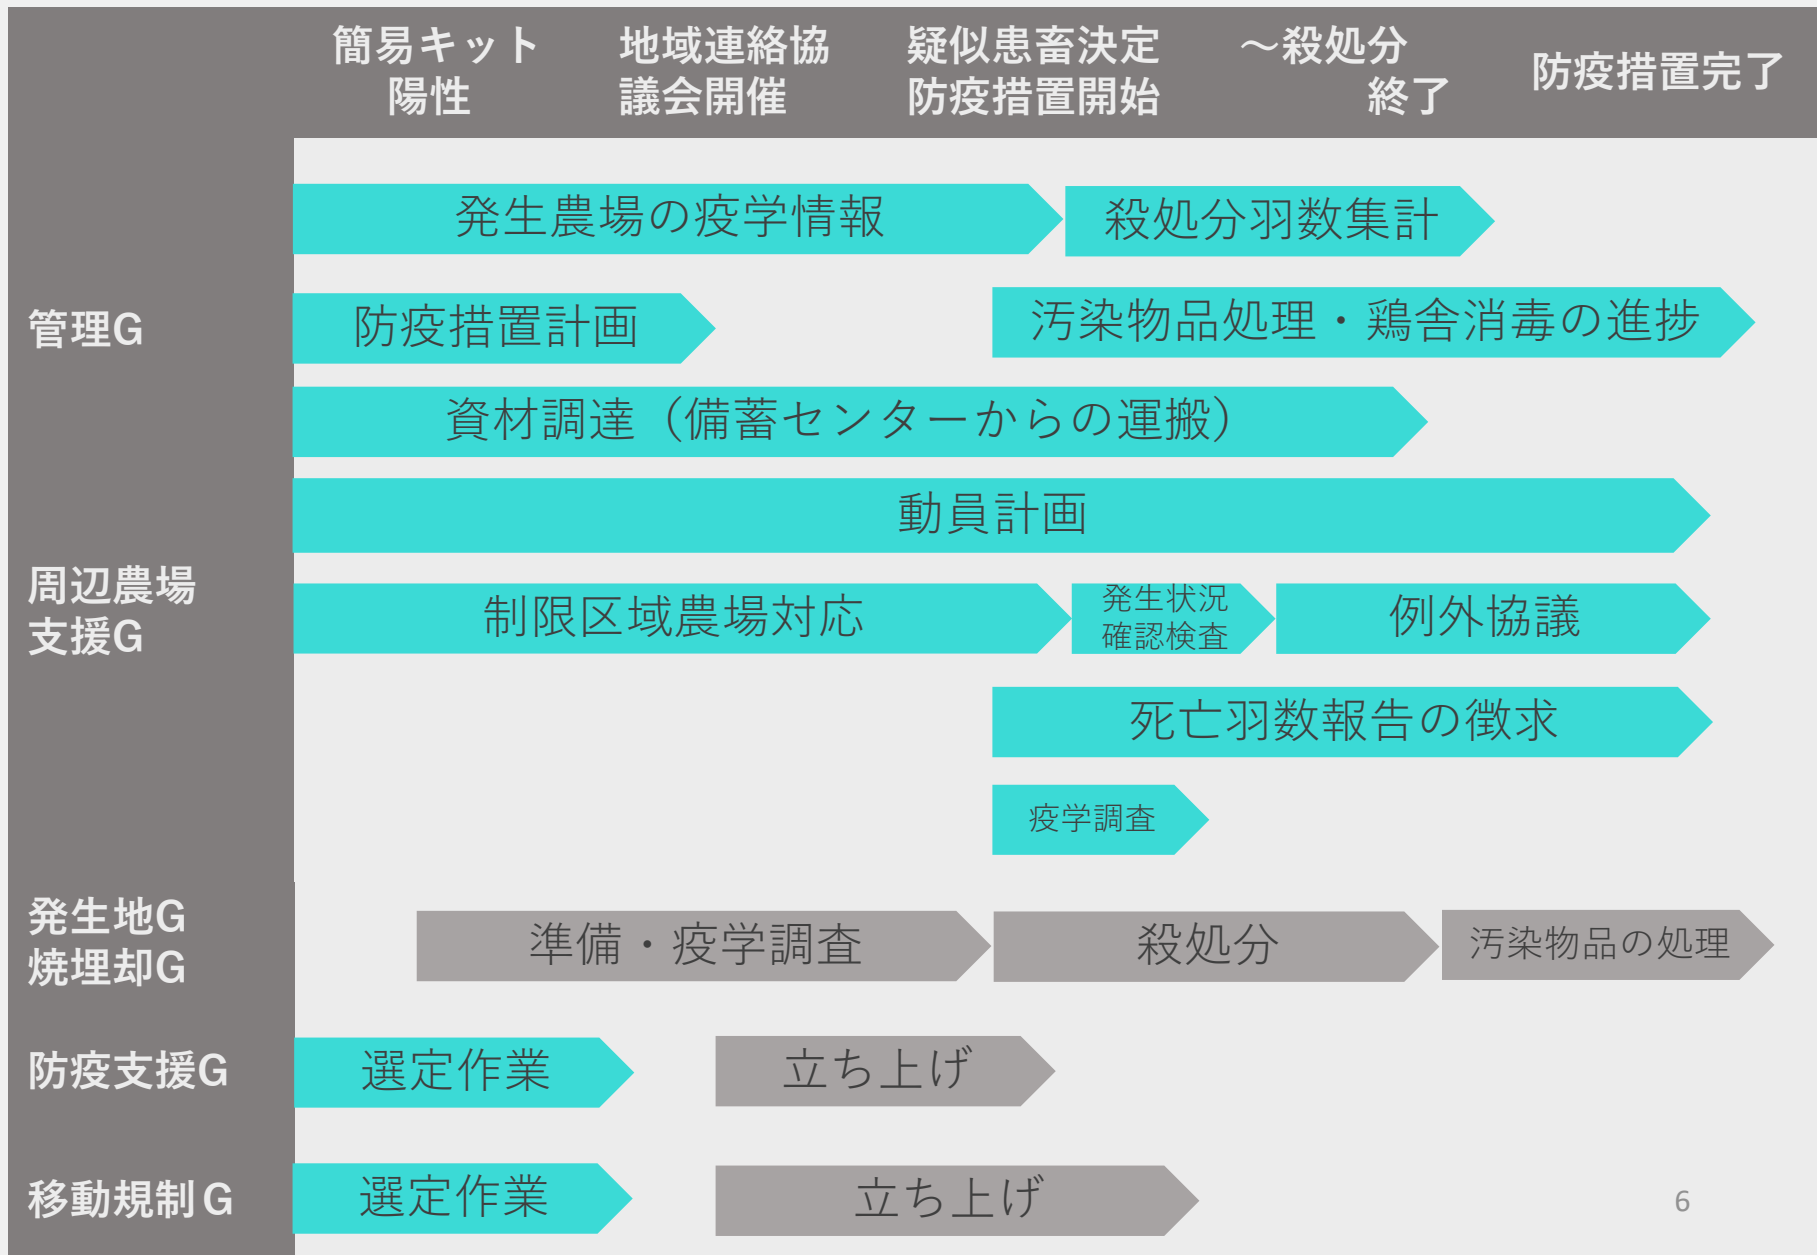 簡易キット
陽性
地域連絡協
議会開催
疑似患畜決定
防疫措置開始
～殺処分
終了
防疫措置完了
管理G
発生農場の疫学情報
殺処分羽数集計
防疫措置計画
汚染物品処理・鶏舎消毒の進捗
資材調達（備蓄センターからの運搬）
動員計画
周辺農場
支援G
制限区域農場対応
発生状況
確認検査
例外協議
死亡羽数報告の徴求
疫学調査
発生地G
焼埋却G
準備・疫学調査
殺処分
汚染物品の処理
防疫支援G
選定作業
立ち上げ
移動規制G
選定作業
立ち上げ
6